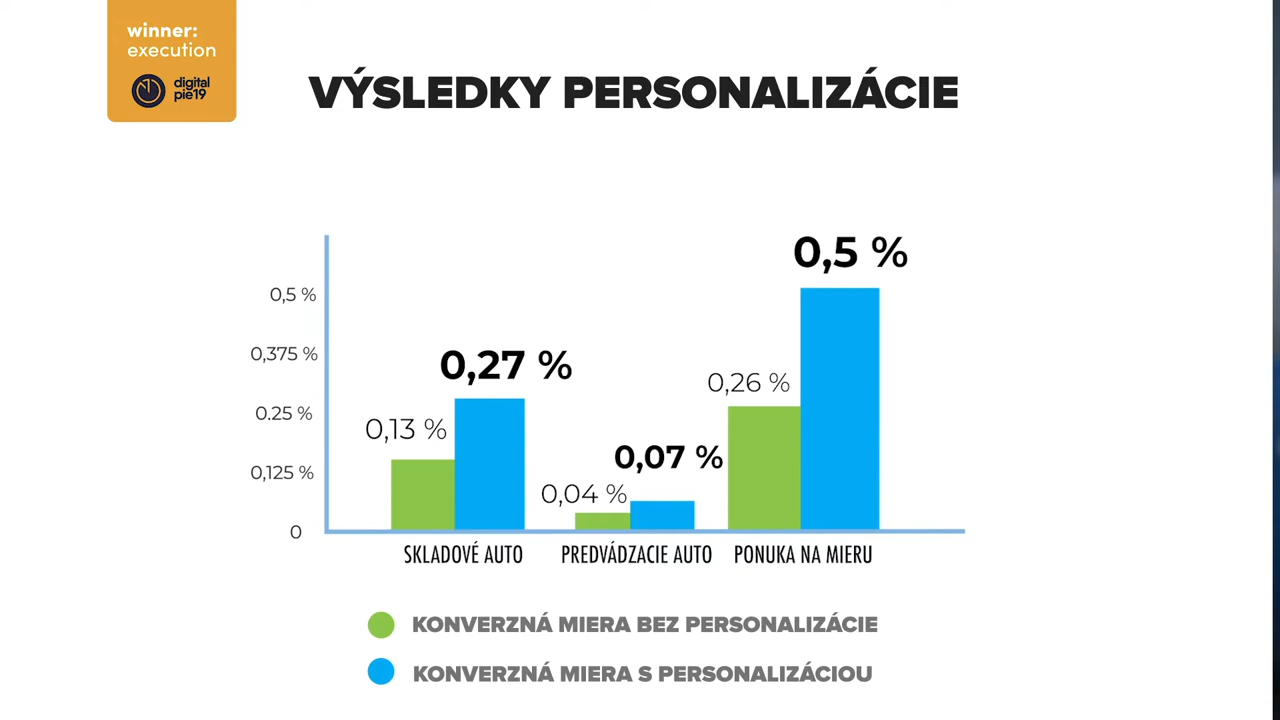 winner:
execution
digital
pie19
VÝSLEDKY PERSONALIZÁCIE
0,5 %
0,5 %
0,375 %
0,27 %
0,26 %
0.25 %
0,13 %
0,07 %
0,125 %
0,04 %
0
SKLADOVÉ AUTO
PREDVÁDZACIE AUTO
PONUKA NA MIERU
KONVERZNÁ MIERA BEZ PERSONALIZÁCIE
KONVERZNÁ MIERA S PERSONALIZÁCIOU